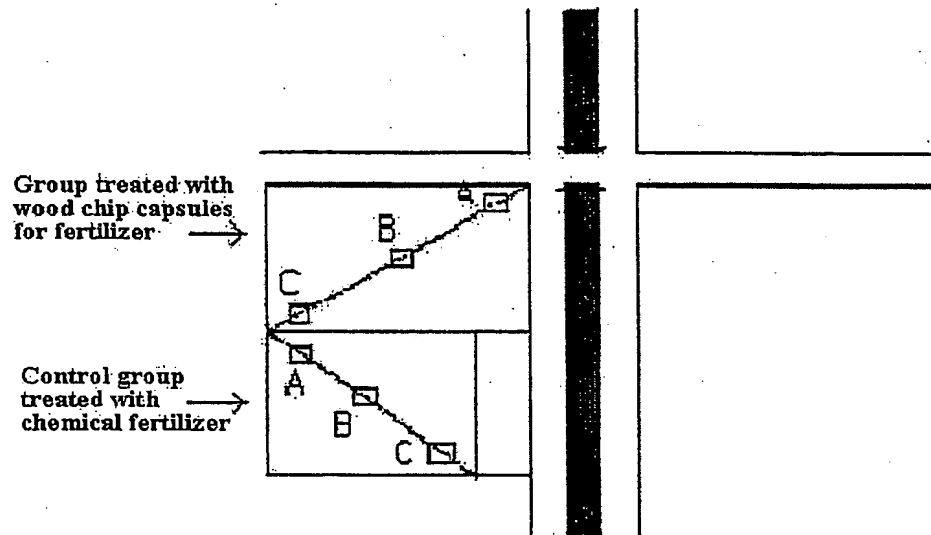 Group treated with
wood chip capsules
for fertilizer
B
C
Control group
treated with
chemical fertilizer
A
B
C